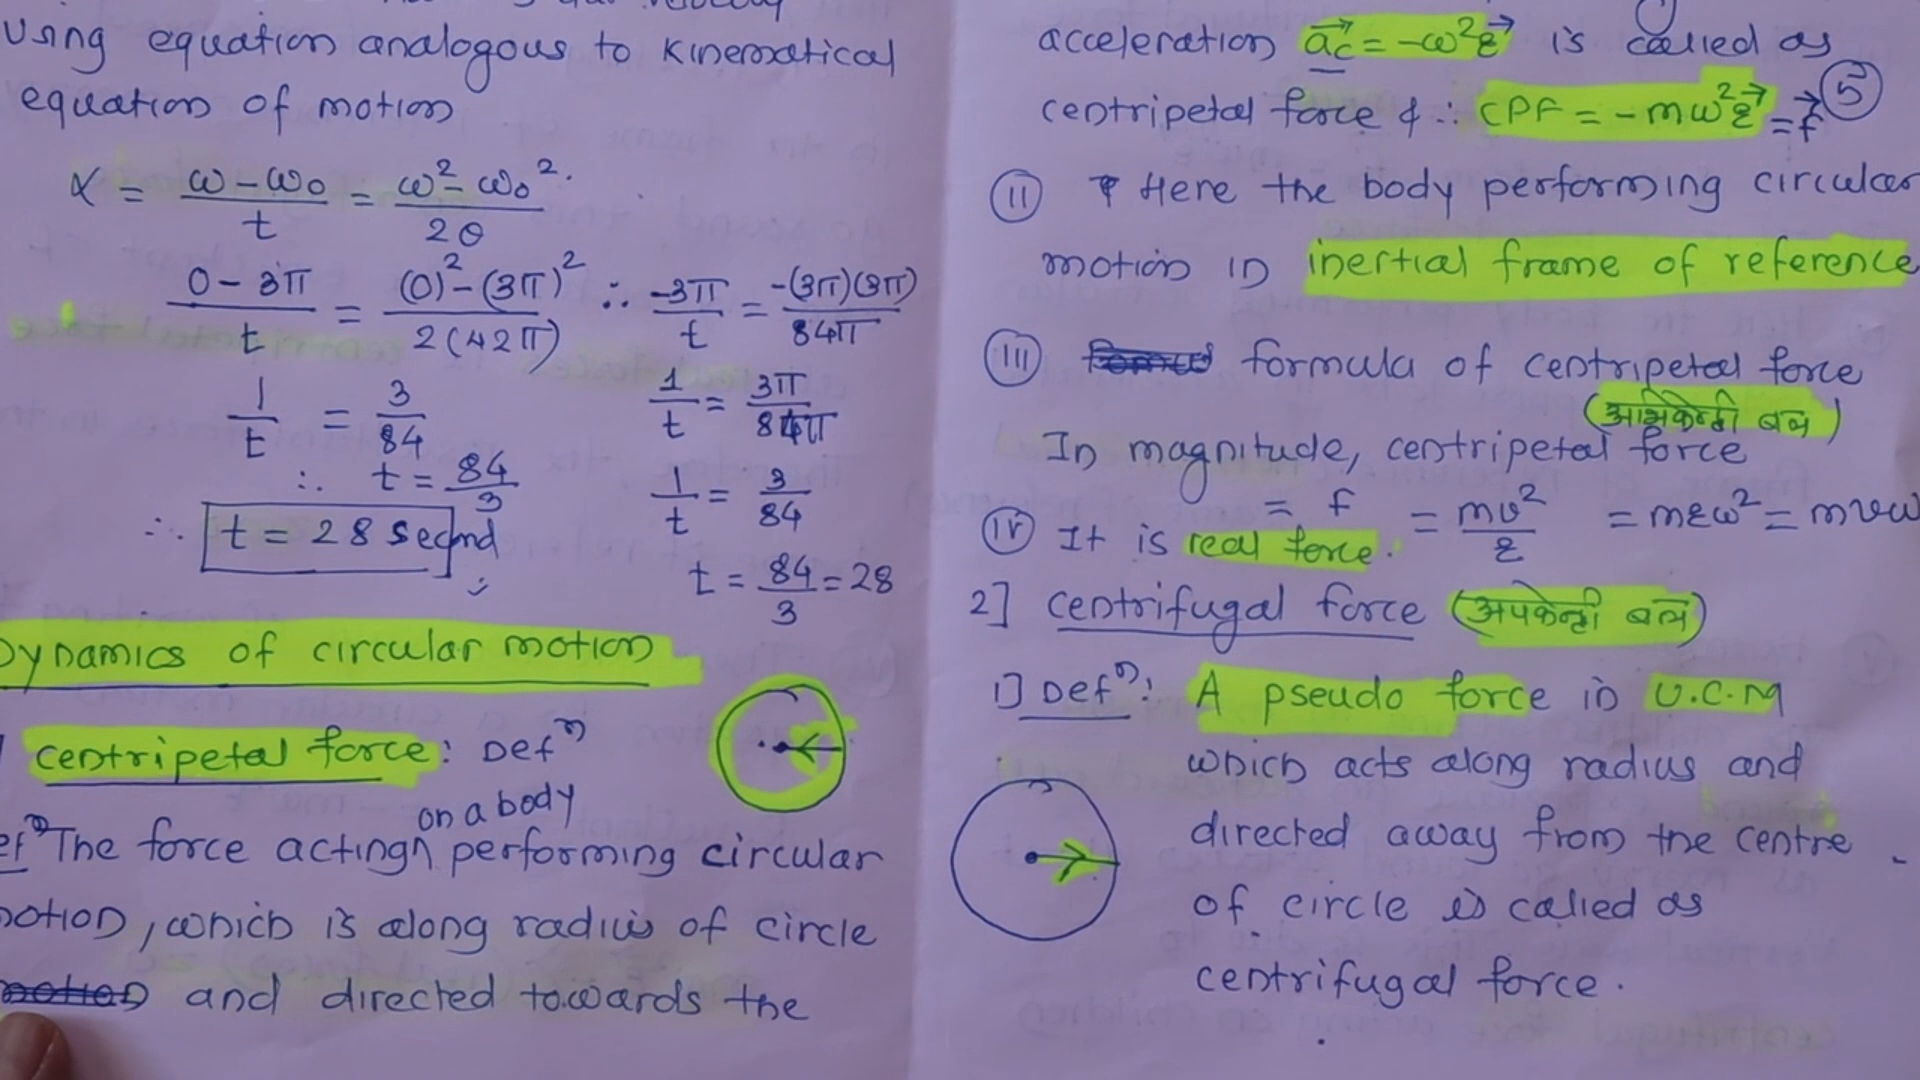 Using equation analogous to kinematical
equation of motion
α = ω - ω₀ / t = ω² - ω₀² / 2θ
0 - 3π / t = (0)² - (3π)² / 2(42π) ∴ -3π / t = -(3π)(3π) / 84π
1 / t = 3 / 84
1 / t = 3π / 84π
∴ t = 84 / 3
1 / t = 3 / 84
∴ t = 28 second
t = 84 / 3 = 28
Dynamics of circular motion
centripetal force : Defⁿ
on a body
The force acting performing circular
motion, which is along radius of circle
and directed towards the
acceleration a⃗c = -ω²r⃗ is called as
centripetal force & ∴ CPF = -mω²r⃗ = f⃗
5
(II) Here the body performing circular
motion in inertial frame of reference
(III) formula of centripetal force
(अभिकेन्द्री बल)
In magnitude, centripetal force
= f = mv² / r = mrω² = mvω
(IV) It is real force.
2] centrifugal force (अपकेन्द्री बल)
1] Defⁿ: A pseudo force in U.C.M
which acts along radius and
directed away from the centre
of circle is called as
centrifugal force.